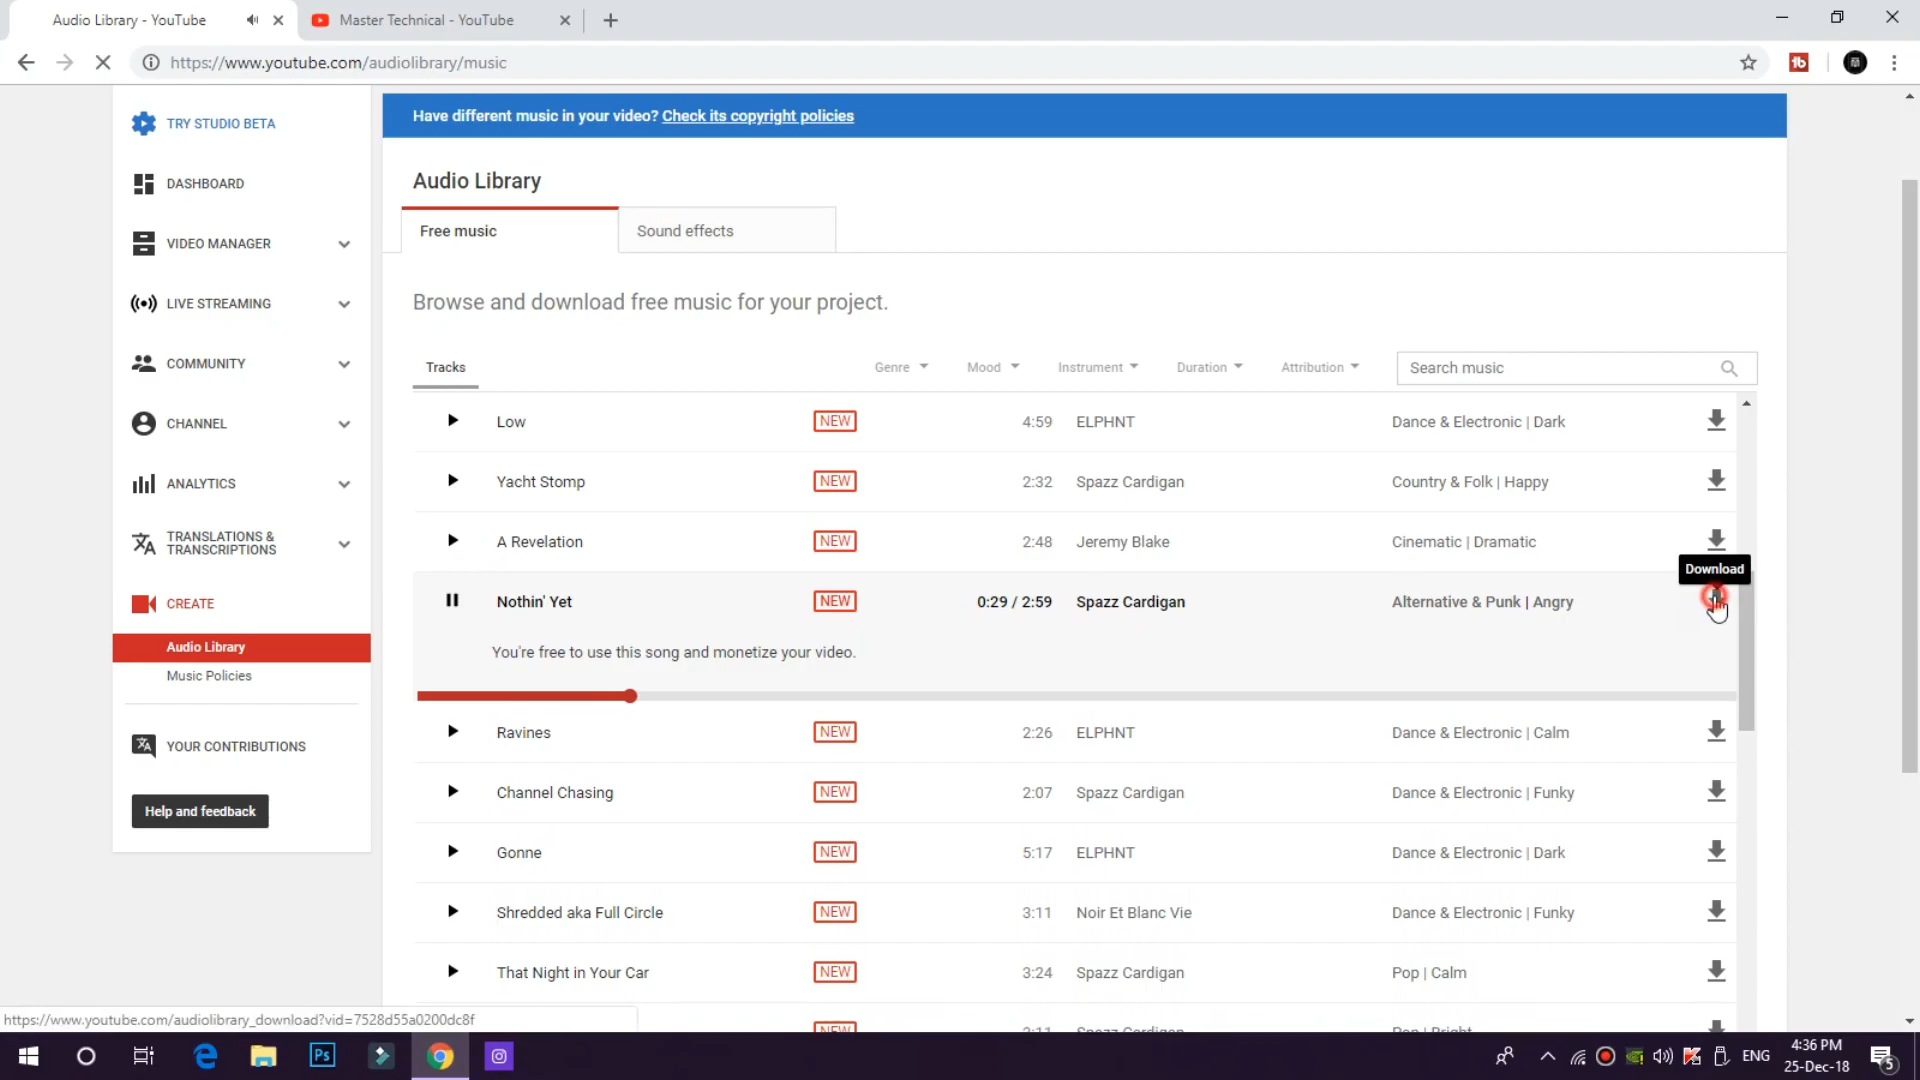 Audio Library - YouTube
Master Technical - YouTube
https://www.youtube.com/audiolibrary/music
Have different music in your video? Check its copyright policies
TRY STUDIO BETA
DASHBOARD
VIDEO MANAGER
LIVE STREAMING
COMMUNITY
CHANNEL
ANALYTICS
TRANSLATIONS &
TRANSCRIPTIONS
CREATE
Audio Library
Music Policies
YOUR CONTRIBUTIONS
Help and feedback
Audio Library
Free music
Sound effects
Browse and download free music for your project.
Tracks Genre Mood Instrument Duration Attribution Search music
Low NEW 4:59 ELPHNT Dance & Electronic | Dark
Yacht Stomp NEW 2:32 Spazz Cardigan Country & Folk | Happy
A Revelation NEW 2:48 Jeremy Blake Cinematic | Dramatic
Download
Nothin' Yet NEW 0:29 / 2:59 Spazz Cardigan Alternative & Punk | Angry
You're free to use this song and monetize your video.
Ravines NEW 2:26 ELPHNT Dance & Electronic | Calm
Channel Chasing NEW 2:07 Spazz Cardigan Dance & Electronic | Funky
Gonne NEW 5:17 ELPHNT Dance & Electronic | Dark
Shredded aka Full Circle NEW 3:11 Noir Et Blanc Vie Dance & Electronic | Funky
That Night in Your Car NEW 3:24 Spazz Cardigan Pop | Calm
NEW Spazz Cardigan Pop | Bright
https://www.youtube.com/audiolibrary_download?vid=7528d55a0200dc8f
Ps
ENG
4:36 PM
25-Dec-18
5